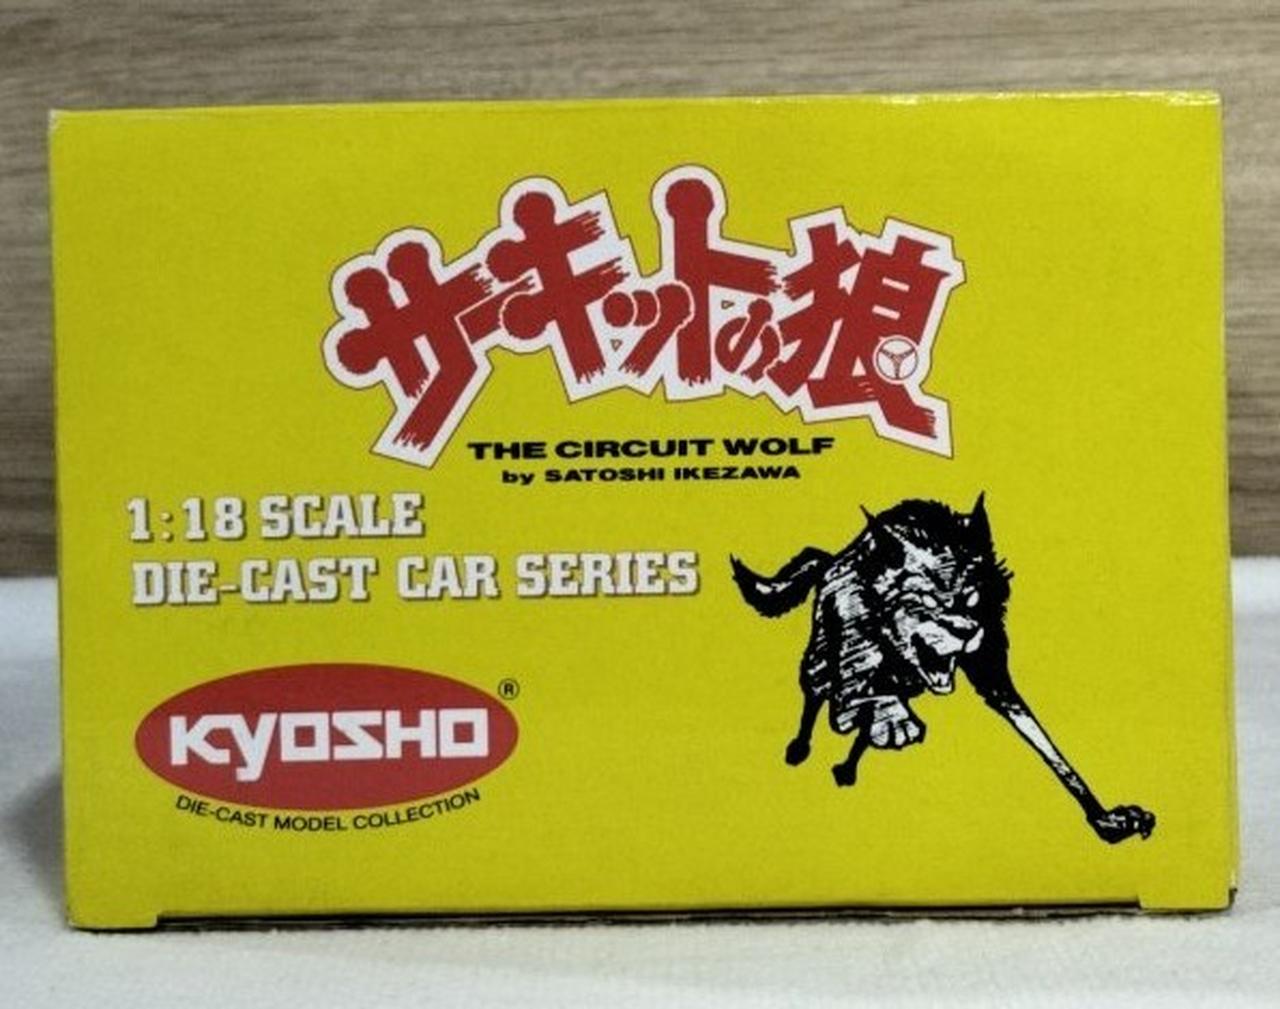 サーキットの狼
THE CIRCUIT WOLF
by SATOSHI IKEZAWA
1:18 SCALE
DIE-CAST CAR SERIES
KYOSHO ®
DIE-CAST MODEL COLLECTION